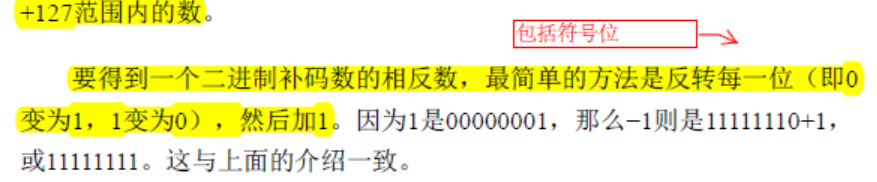 +127范围内的数。
包括符号位
要得到一个二进制补码数的相反数，最简单的方法是反转每一位（即0
变为1，1变为0），然后加1。因为1是00000001，那么−1则是11111110+1，
或11111111。这与上面的介绍一致。